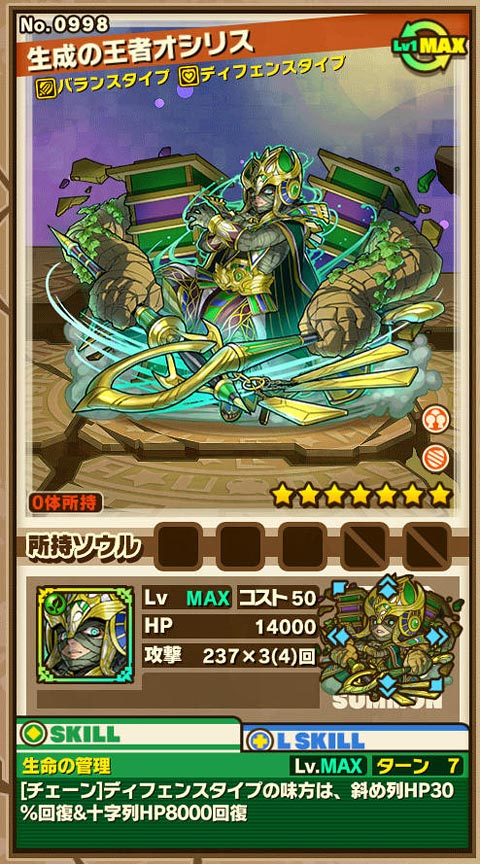 No.0998
生成の王者オシリス
Lv1 MAX
バランスタイプ ディフェンスタイプ
0体所持
所持ソウル
Lv MAX コスト 50
HP 14000
攻撃 237×3(4)回
SUMMON
SKILL
L SKILL
生命の管理 Lv.MAX ターン 7
[チェーン]ディフェンスタイプの味方は、斜め列HP30
%回復&十字列HP8000回復